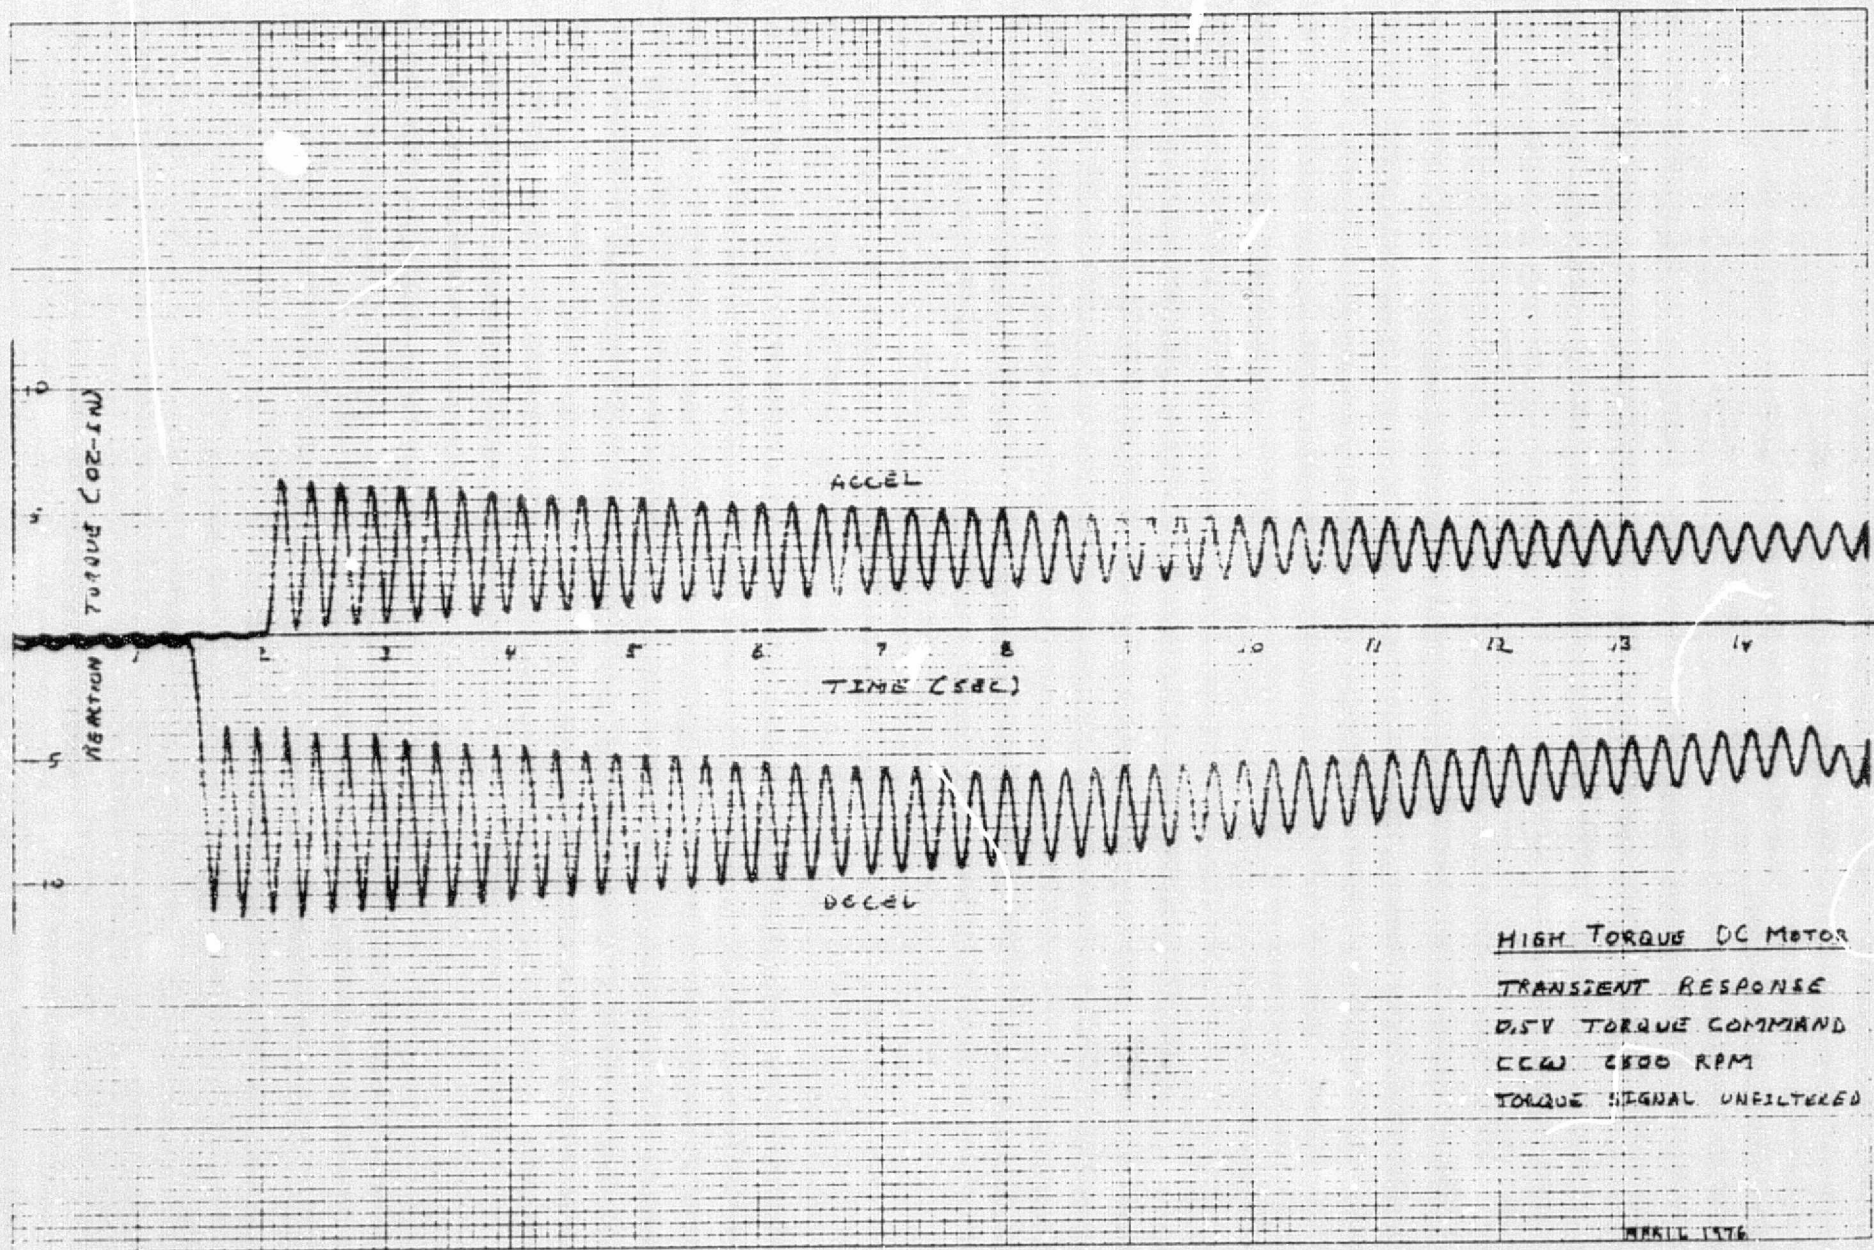 10
REACTION TORQUE (OZ-IN)
ACCEL
5
1 2 3 4 5 6 7 8 9 10 11 12 13 14
TIME (SEC)
-5
-10
DECEL
HIGH TORQUE DC MOTOR
TRANSIENT RESPONSE
0.5V TORQUE COMMAND
CCW RPM
TORQUE SIGNAL UNFILTERED
APRIL 1976